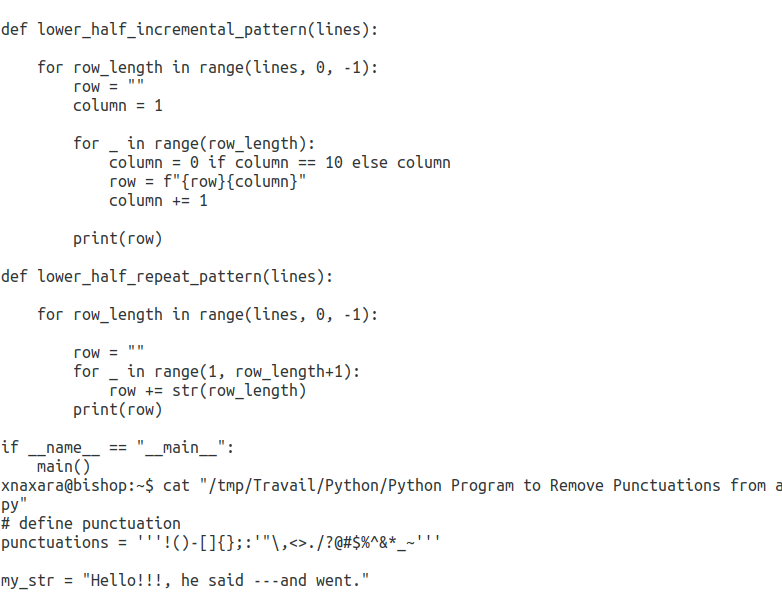 def lower_half_incremental_pattern(lines):

    for row_length in range(lines, 0, -1):
        row = ""
        column = 1

        for _ in range(row_length):
            column = 0 if column == 10 else column
            row = f"{row}{column}"
            column += 1

        print(row)

def lower_half_repeat_pattern(lines):

    for row_length in range(lines, 0, -1):

        row = ""
        for _ in range(1, row_length+1):
            row += str(row_length)
        print(row)

if __name__ == "__main__":
    main()
xnaxara@bishop:~$ cat "/tmp/Travail/Python/Python Program to Remove Punctuations from a
py"
# define punctuation
punctuations = '''!()-[]{};:'"\,<>./?@#$%^&*_~'''

my_str = "Hello!!!, he said ---and went."